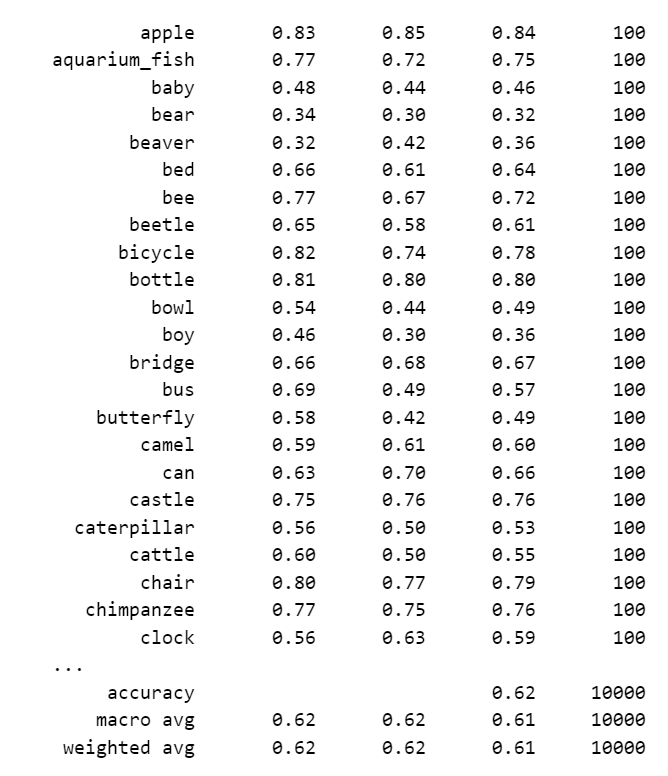 apple 0.83 0.85 0.84 100
aquarium_fish 0.77 0.72 0.75 100
baby 0.48 0.44 0.46 100
bear 0.34 0.30 0.32 100
beaver 0.32 0.42 0.36 100
bed 0.66 0.61 0.64 100
bee 0.77 0.67 0.72 100
beetle 0.65 0.58 0.61 100
bicycle 0.82 0.74 0.78 100
bottle 0.81 0.80 0.80 100
bowl 0.54 0.44 0.49 100
boy 0.46 0.30 0.36 100
bridge 0.66 0.68 0.67 100
bus 0.69 0.49 0.57 100
butterfly 0.58 0.42 0.49 100
camel 0.59 0.61 0.60 100
can 0.63 0.70 0.66 100
castle 0.75 0.76 0.76 100
caterpillar 0.56 0.50 0.53 100
cattle 0.60 0.50 0.55 100
chair 0.80 0.77 0.79 100
chimpanzee 0.77 0.75 0.76 100
clock 0.56 0.63 0.59 100
...
accuracy 0.62 10000
macro avg 0.62 0.62 0.61 10000
weighted avg 0.62 0.62 0.61 10000